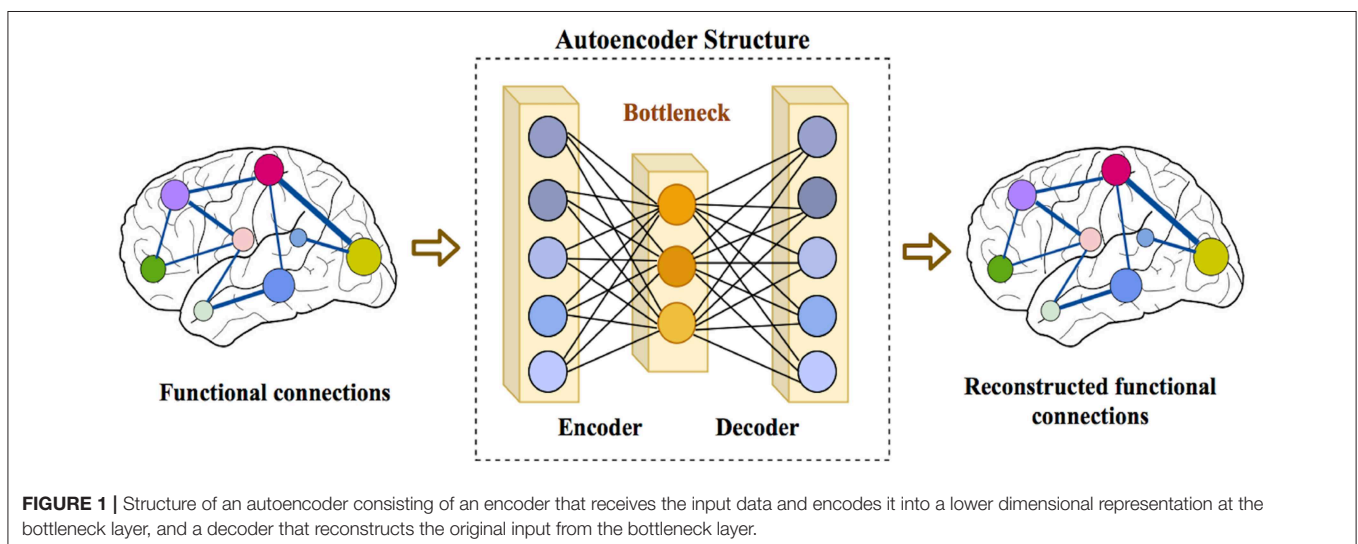 Autoencoder Structure
Bottleneck
Functional connections
Encoder
Decoder
Reconstructed functional
connections
FIGURE 1 | Structure of an autoencoder consisting of an encoder that receives the input data and encodes it into a lower dimensional representation at the
bottleneck layer, and a decoder that reconstructs the original input from the bottleneck layer.